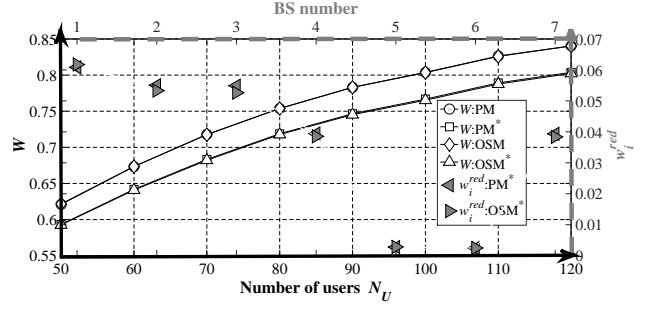 BS number
1 2 3 4 5 6 7
0.85
0.8
0.75
0.7
0.65
0.6
0.55
W
0.07
0.06
0.05
0.04
0.03
0.02
0.01
0
w_i^red
W:PM
W:PM*
W:OSM
W:OSM*
w_i^red:PM*
w_i^red:OSM*
50 60 70 80 90 100 110 120
Number of users N_U